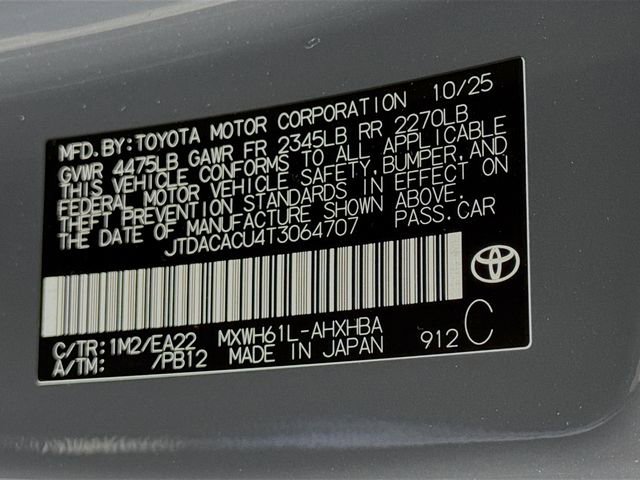 MFD. BY: TOYOTA MOTOR CORPORATION 10/25
GVWR 4475LB GAWR FR 2345LB RR 2270LB
THIS VEHICLE CONFORMS TO ALL APPLICABLE
FEDERAL MOTOR VEHICLE SAFETY, BUMPER, AND
THEFT PREVENTION STANDARDS IN EFFECT ON
THE DATE OF MANUFACTURE SHOWN ABOVE.
JTDACACU4T3064707 PASS. CAR
C/TR: 1M2/EA22 MXWH61L-AHXHBA 912 C
A/TM: /PB12 MADE IN JAPAN